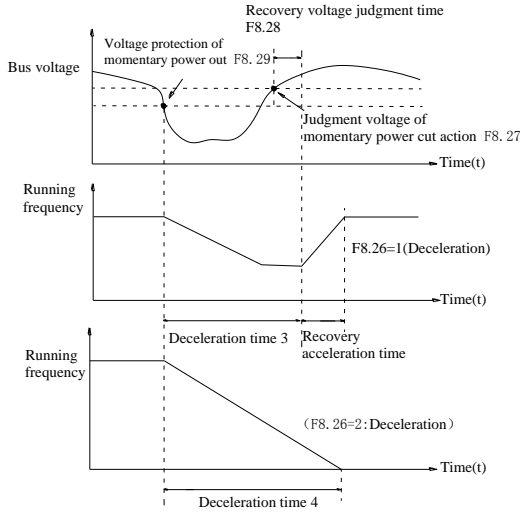 Recovery voltage judgment time
F8.28
Voltage protection of
momentary power out F8.29
Bus voltage
Judgment voltage of
momentary power cut action F8.27
Time(t)
Running
frequency
F8.26=1(Deceleration)
Time(t)
Deceleration time 3
Recovery
acceleration time
Running
frequency
(F8.26=2:Deceleration)
Time(t)
Deceleration time 4